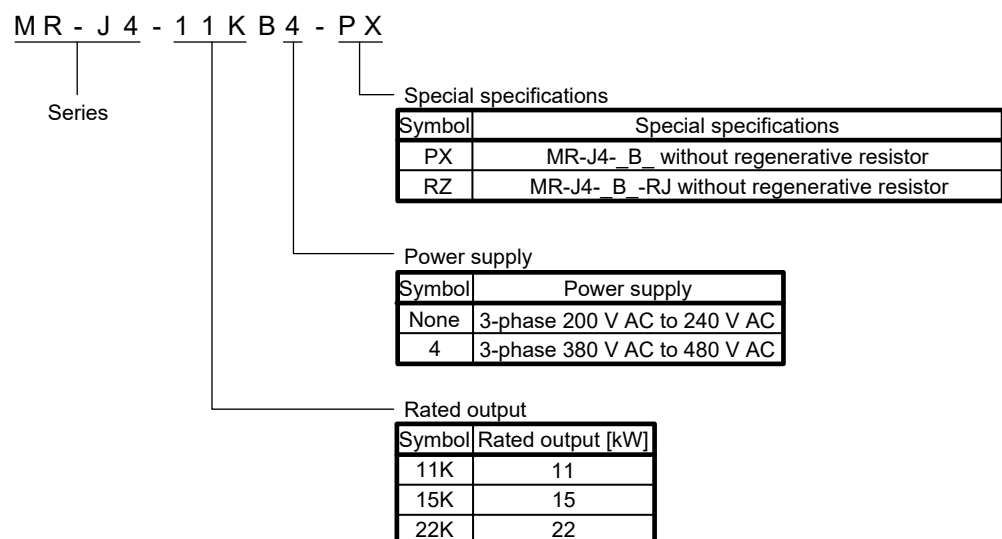 MR-J4-11KB4-PX
Series
Special specifications
Symbol Special specifications
PX MR-J4-_B_ without regenerative resistor
RZ MR-J4-_B_-RJ without regenerative resistor
Power supply
Symbol Power supply
None 3-phase 200 V AC to 240 V AC
4 3-phase 380 V AC to 480 V AC
Rated output
Symbol Rated output [kW]
11K 11
15K 15
22K 22